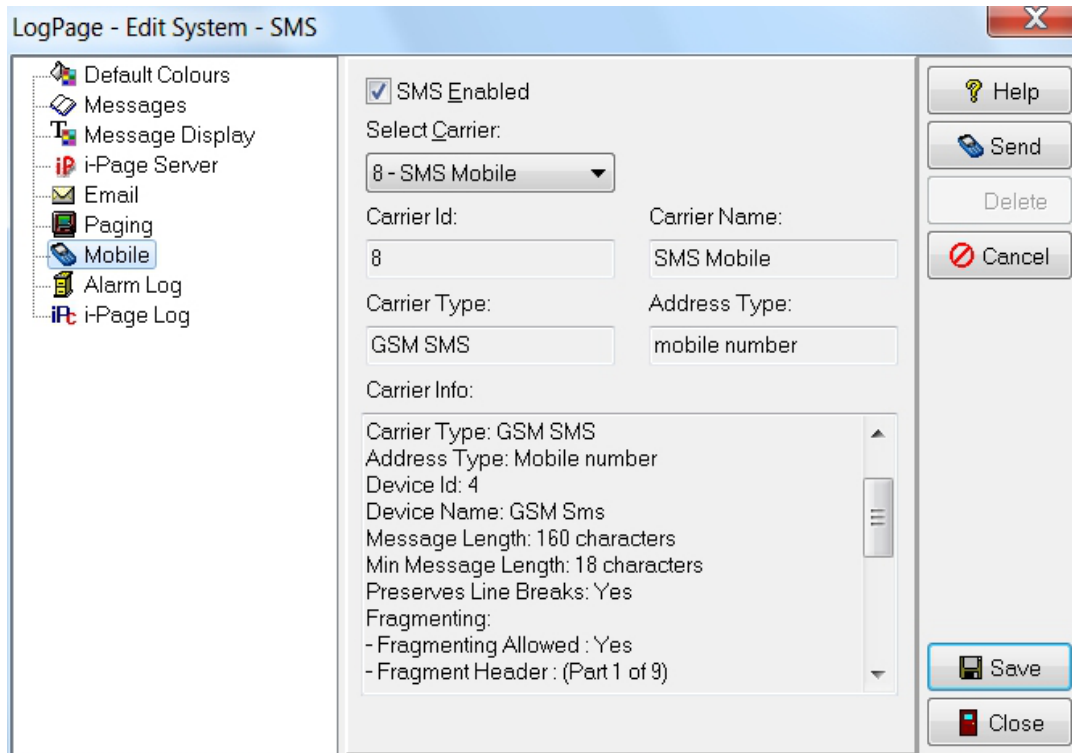 LogPage - Edit System - SMS
Default Colours
Messages
Message Display
i-Page Server
Email
Paging
Mobile
Alarm Log
i-Page Log
SMS Enabled
Select Carrier:
8 - SMS Mobile
Carrier Id:
Carrier Name:
8
SMS Mobile
Carrier Type:
Address Type:
GSM SMS
mobile number
Carrier Info:
Carrier Type: GSM SMS
Address Type: Mobile number
Device Id: 4
Device Name: GSM Sms
Message Length: 160 characters
Min Message Length: 18 characters
Preserves Line Breaks: Yes
Fragmenting:
- Fragmenting Allowed : Yes
- Fragment Header : (Part 1 of 9)
Help
Send
Delete
Cancel
Save
Close